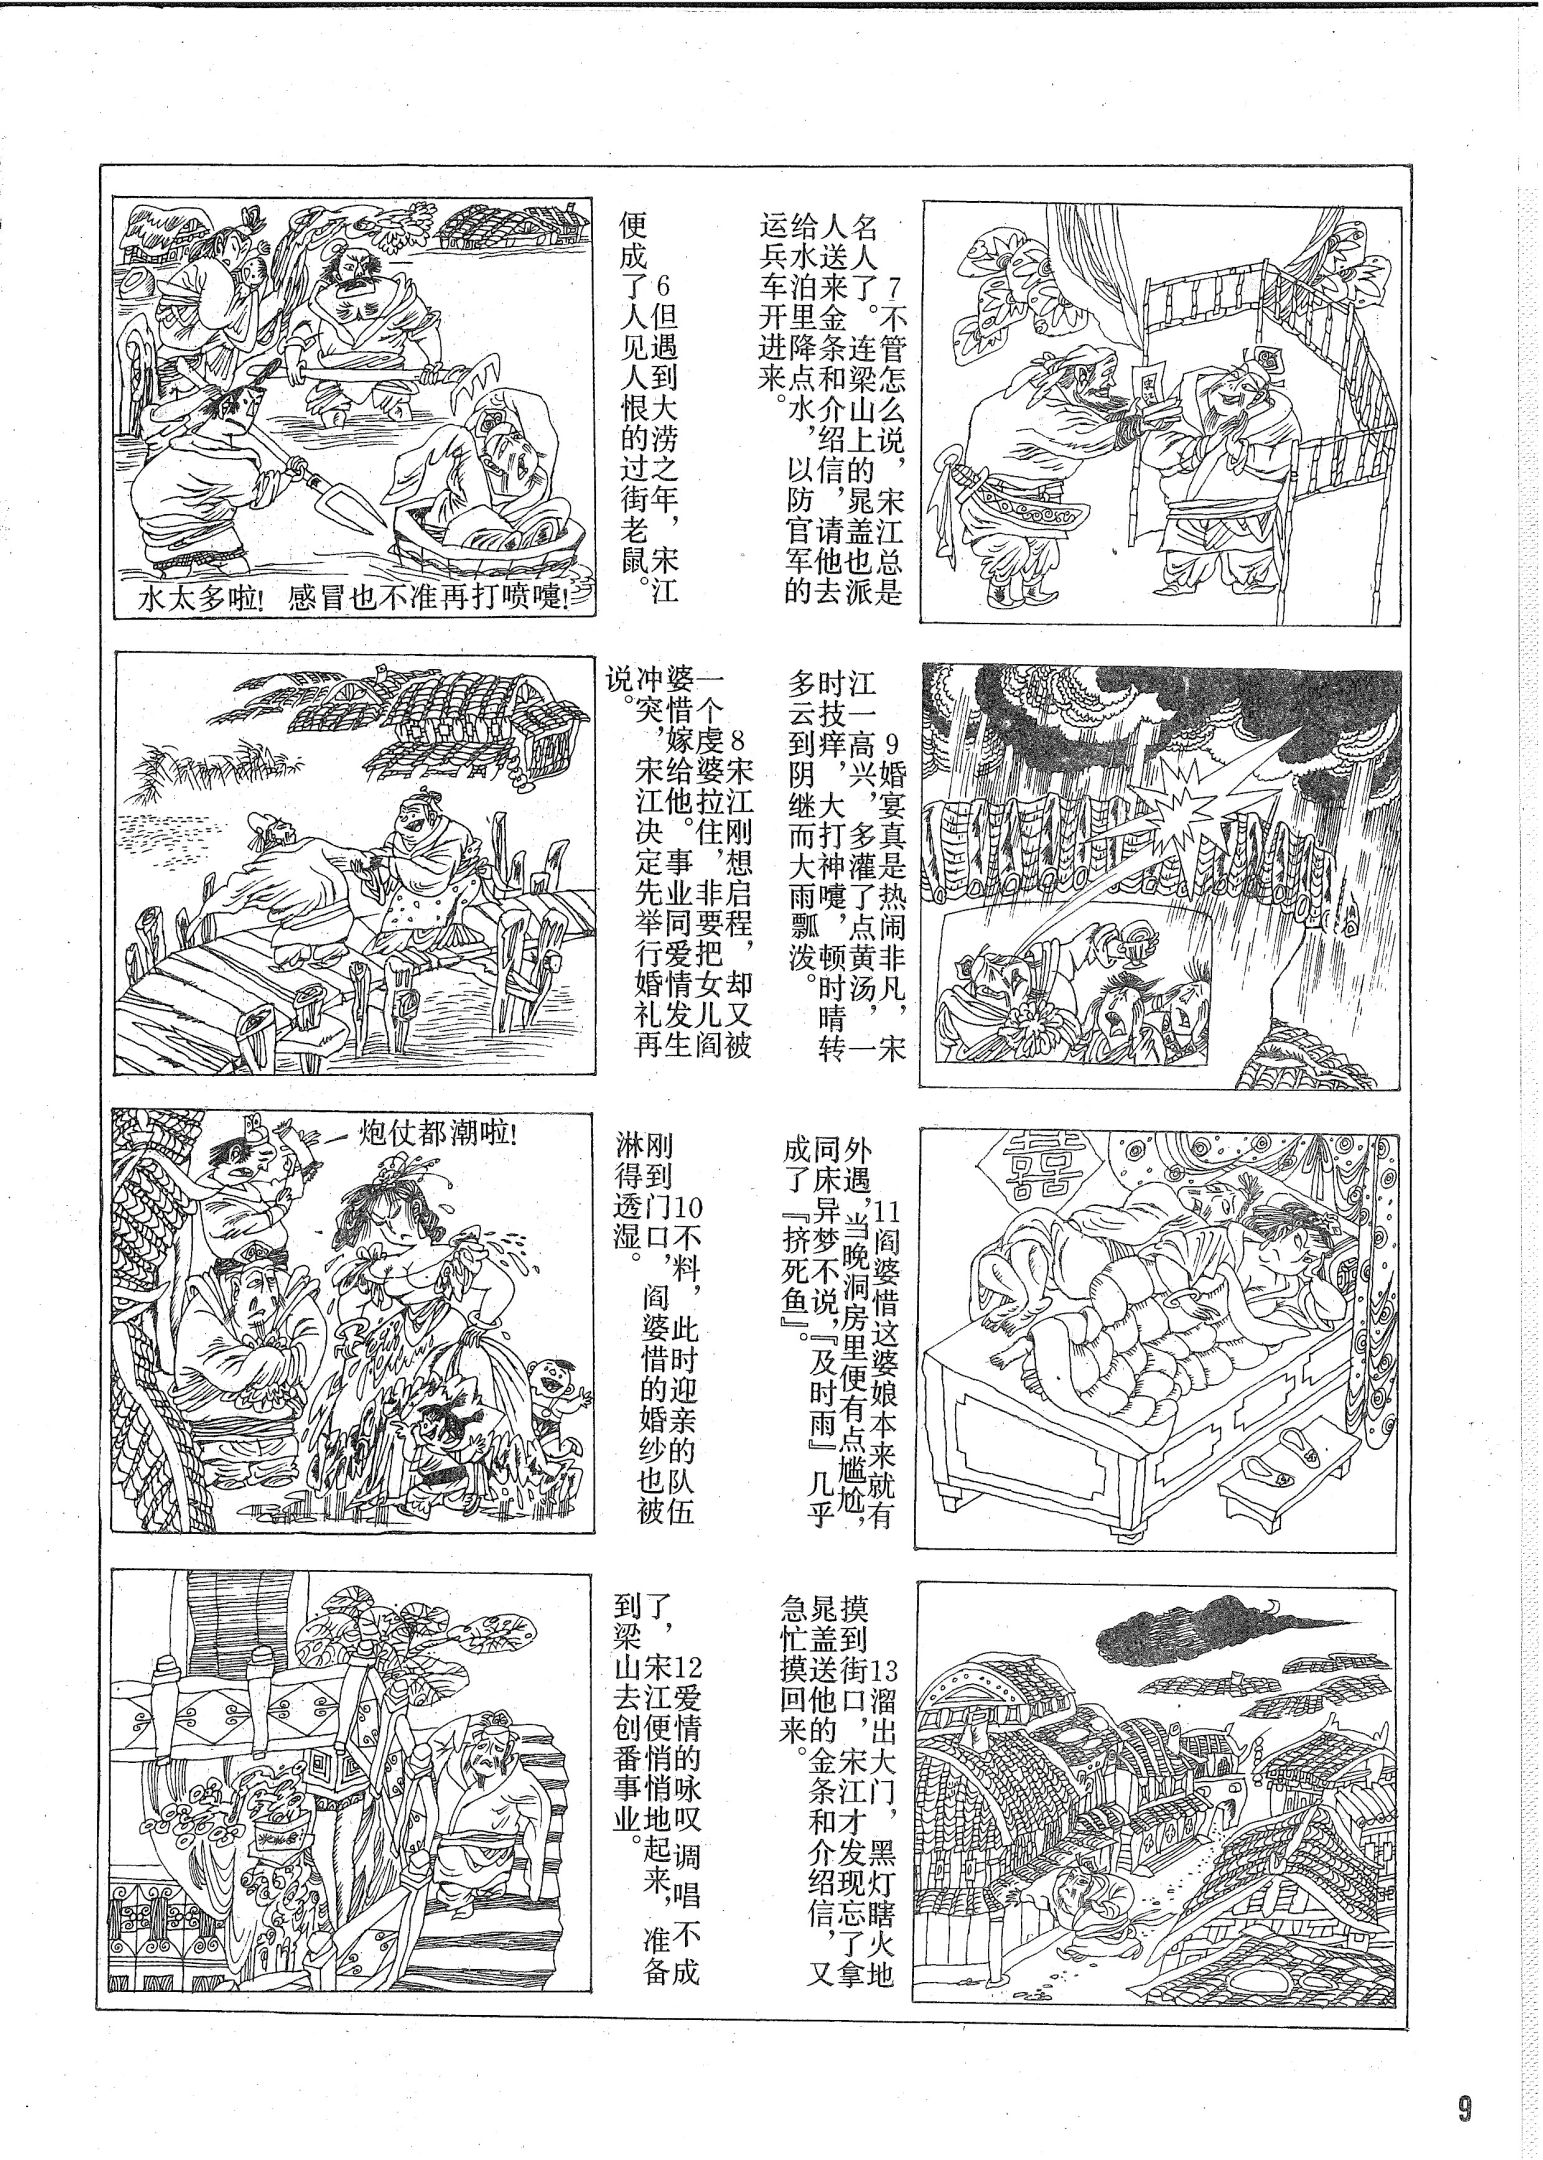 6但遇到大涝之年，宋江
便成了人见人恨的过街老鼠。
水太多啦！感冒也不准再打喷嚏！
7不管怎么说，宋江总是
名人了。连梁山上的晁盖也派
人送来金条和介绍信，请他去
给水泊里降点水，以防官军的
运兵车开进来。
8宋江刚想启程，却又被
一个虔婆拉住，非要把女儿阎
婆惜嫁给他。事业同爱情发生
冲突，宋江决定先举行婚礼再
说。
9婚宴真是热闹非凡，宋
江一高兴，多灌了点黄汤，一
时技痒，大打神嚏，顿时晴转
多云到阴继而大雨瓢泼。
10不料，此时迎亲的队伍
刚到门口，阎婆惜的婚纱也被
淋得透湿。
炮仗都潮啦！
11阎婆惜这婆娘本来就有
外遇，当晚洞房里便有点尴尬，
同床异梦不说，『及时雨』几乎
成了『挤死鱼』。
囍
12爱情的咏叹调唱不成
了，宋江便悄悄地起来，准备
到梁山去创番事业。
13溜出大门，黑灯瞎火地
摸到街口，宋江才发现忘了拿
晁盖送他的金条和介绍信，又
急忙摸回来。
9